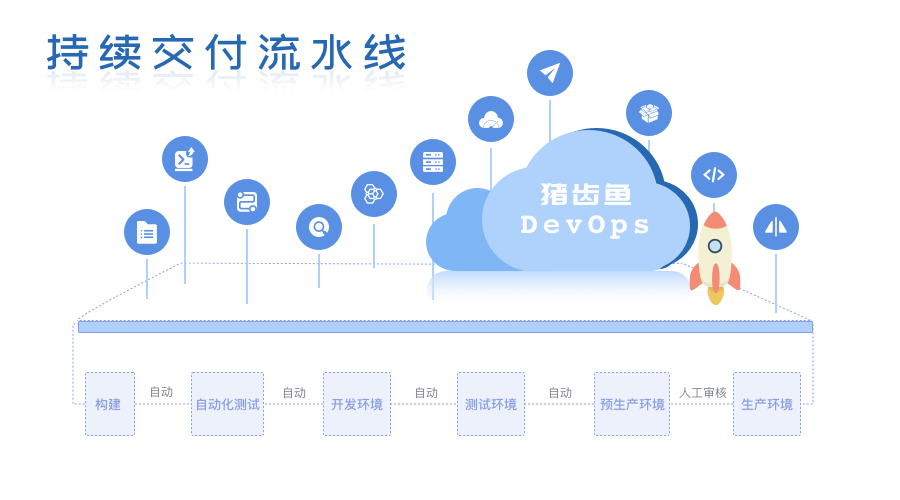 持续交付流水线
猪齿鱼
DevOps
构建
自动
自动化测试
自动
开发环境
自动
测试环境
自动
预生产环境
人工审核
生产环境